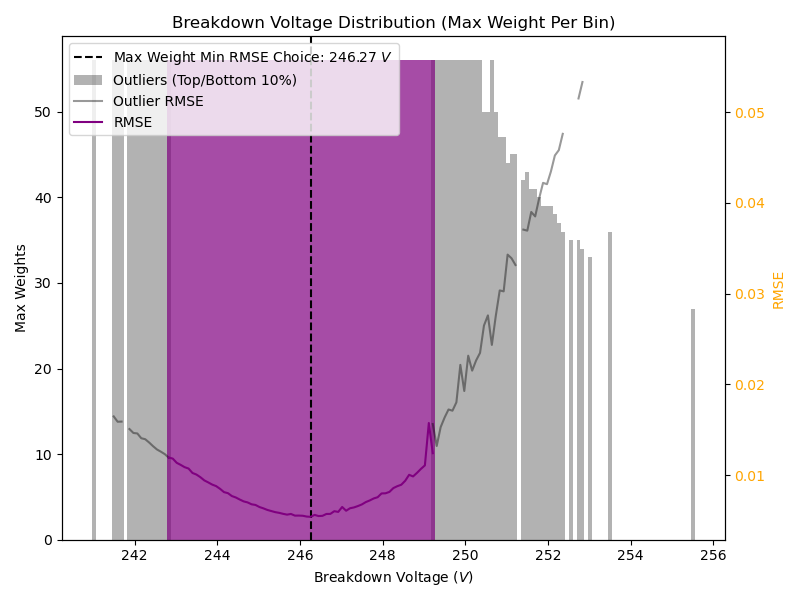 Breakdown Voltage Distribution (Max Weight Per Bin)
Max Weight Min RMSE Choice: 246.27 V
Outliers (Top/Bottom 10%)
Outlier RMSE
RMSE
Max Weights
0
10
20
30
40
50
242
244
246
248
250
252
254
256
Breakdown Voltage (V)
0.05
0.04
0.03
0.02
0.01
RMSE